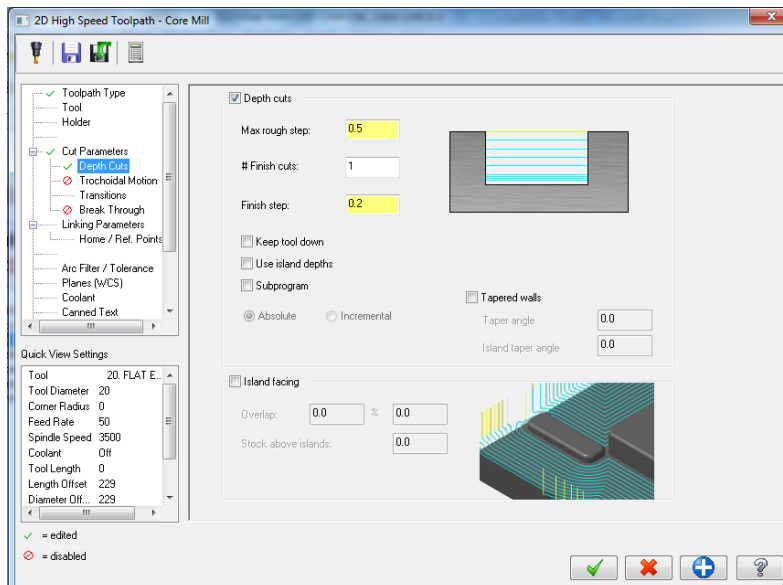 2D High Speed Toolpath - Core Mill
Toolpath Type
Tool
Holder
Cut Parameters
Depth Cuts
Trochoidal Motion
Transitions
Break Through
Linking Parameters
Home / Ref. Points
Arc Filter / Tolerance
Planes (WCS)
Coolant
Canned Text
Quick View Settings
Tool 20. FLAT E...
Tool Diameter 20
Corner Radius 0
Feed Rate 50
Spindle Speed 3500
Coolant Off
Tool Length 0
Length Offset 229
Diameter Off... 229
= edited
= disabled
Depth cuts
Max rough step: 0.5
# Finish cuts: 1
Finish step: 0.2
Keep tool down
Use island depths
Subprogram
Absolute Incremental
Tapered walls
Taper angle 0.0
Island taper angle 0.0
Island facing
Overlap: 0.0 % 0.0
Stock above islands: 0.0